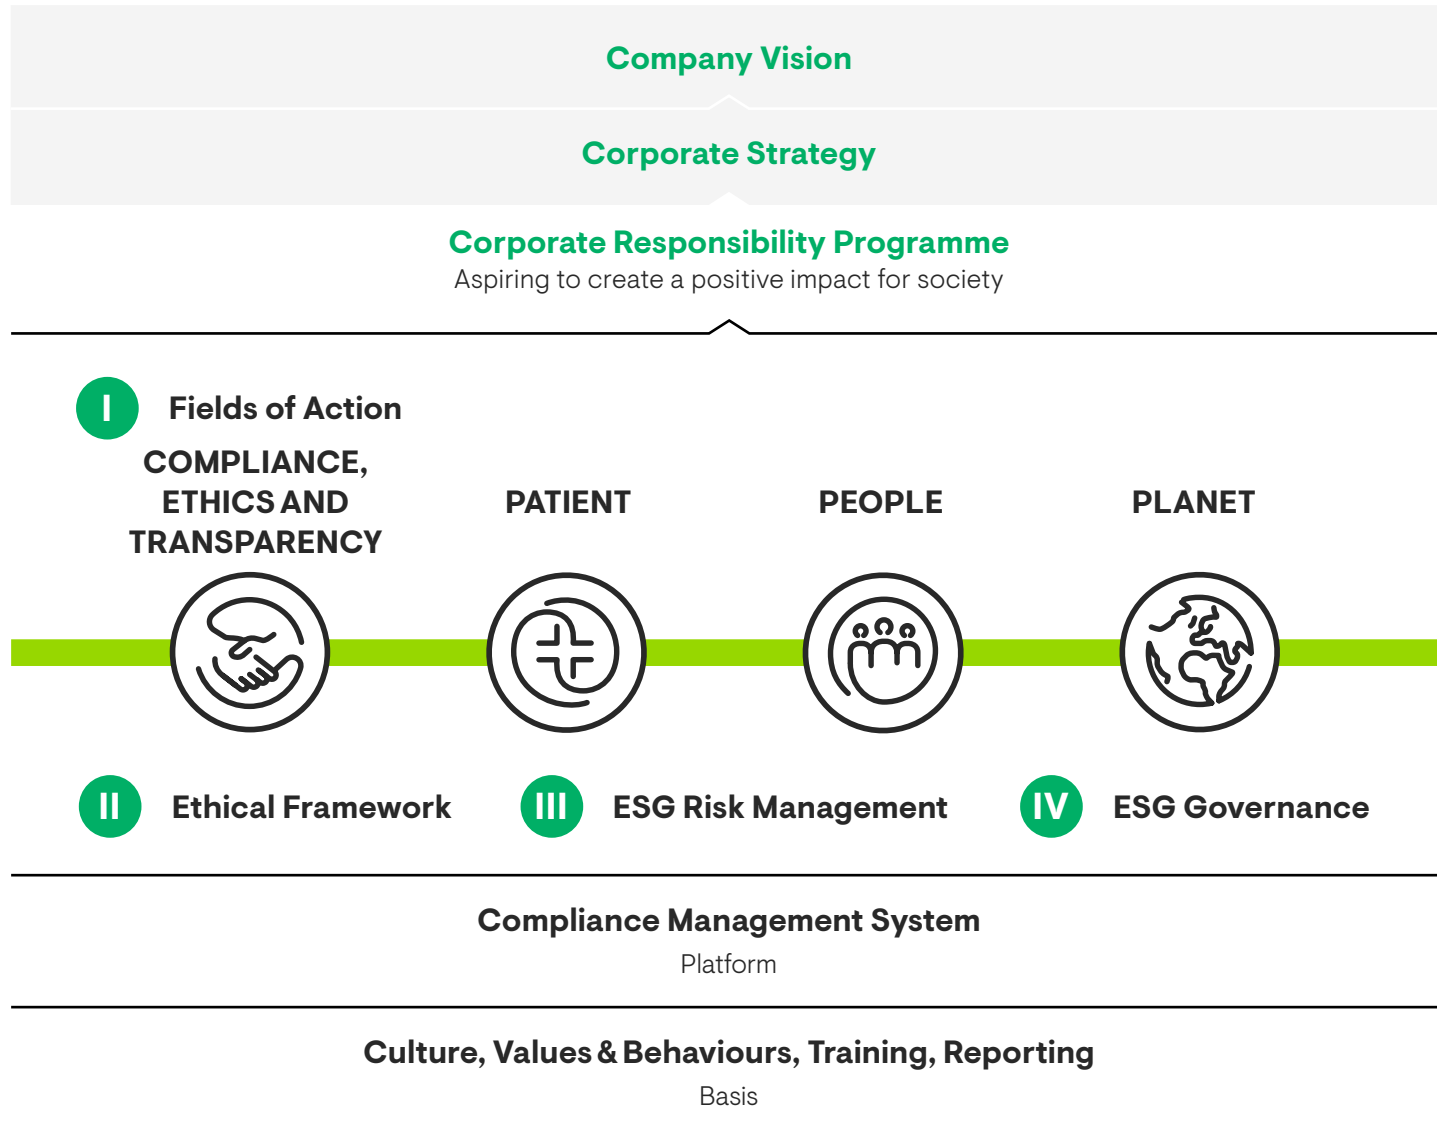 Company Vision
Corporate Strategy
Corporate Responsibility Programme
Aspiring to create a positive impact for society
I Fields of Action
COMPLIANCE,
ETHICS AND
TRANSPARENCY
PATIENT
PEOPLE
PLANET
II Ethical Framework
III ESG Risk Management
IV ESG Governance
Compliance Management System
Platform
Culture, Values & Behaviours, Training, Reporting
Basis